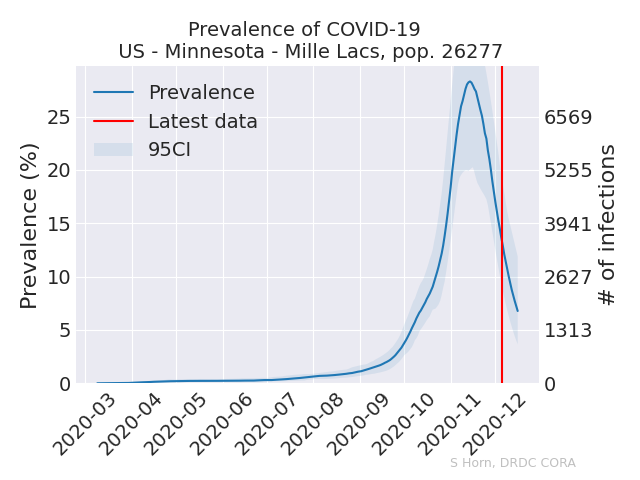 Prevalence of COVID-19
US - Minnesota - Mille Lacs, pop. 26277
Prevalence
Latest data
95CI
Prevalence (%)
25
20
15
10
5
0
6569
5255
3941
2627
1313
0
# of infections
2020-03
2020-04
2020-05
2020-06
2020-07
2020-08
2020-09
2020-10
2020-11
2020-12
S Horn, DRDC CORA